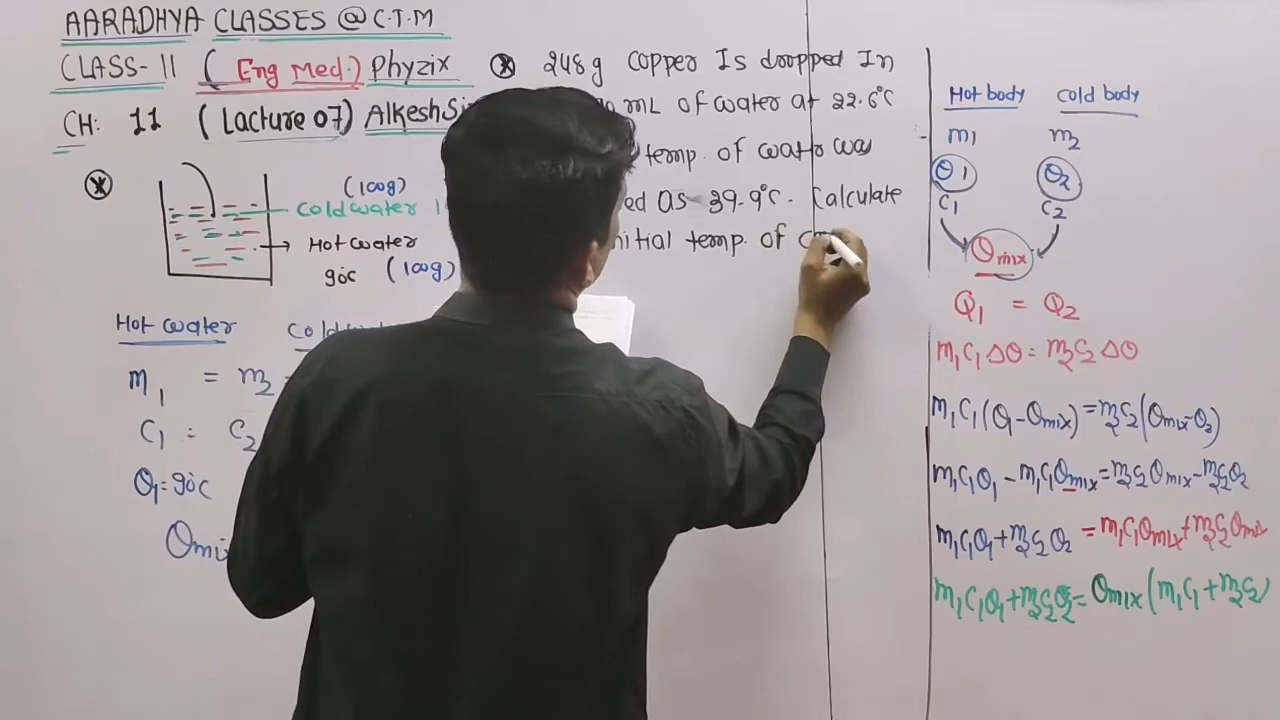 AARADHYA CLASSES @ C.T.M
CLASS-11 (Eng Med.) Phyzix
CH: 11 (Lacture 07) AlkeshSi
(100g)
Coldwater
Hot water
90°C (100g)
Hot water Cold
m1 = m2
C1 = C2
θ1 = 90°C
θmi
248g Copper Is dropped In
mL of water at 22.6°C
temp. of water was
ed as 39.9°C. Calculate
nitial temp. of
Hot body Cold body
m1 m2
θ1 θ2
C1 C2
θmix
Q1 = Q2
m1C1Δθ = m2C2Δθ
m1C1(θ1-θmix) = m2C2(θmix-θ2)
m1C1θ1 - m1C1θmix = m2C2θmix - m2C2θ2
m1C1θ1 + m2C2θ2 = m1C1θmix + m2C2θmix
m1C1θ1 + m2C2θ2 = θmix(m1C1 + m2C2)